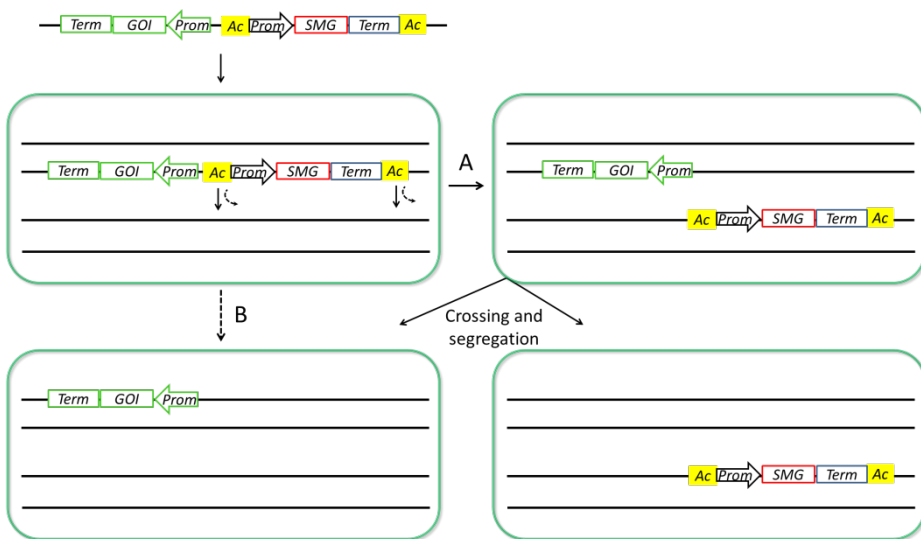 Term GOI Prom Ac Prom SMG Term Ac
Term GOI Prom Ac Prom SMG Term Ac
A
Term GOI Prom
Ac Prom SMG Term Ac
B
Crossing and
segregation
Term GOI Prom
Ac Prom SMG Term Ac